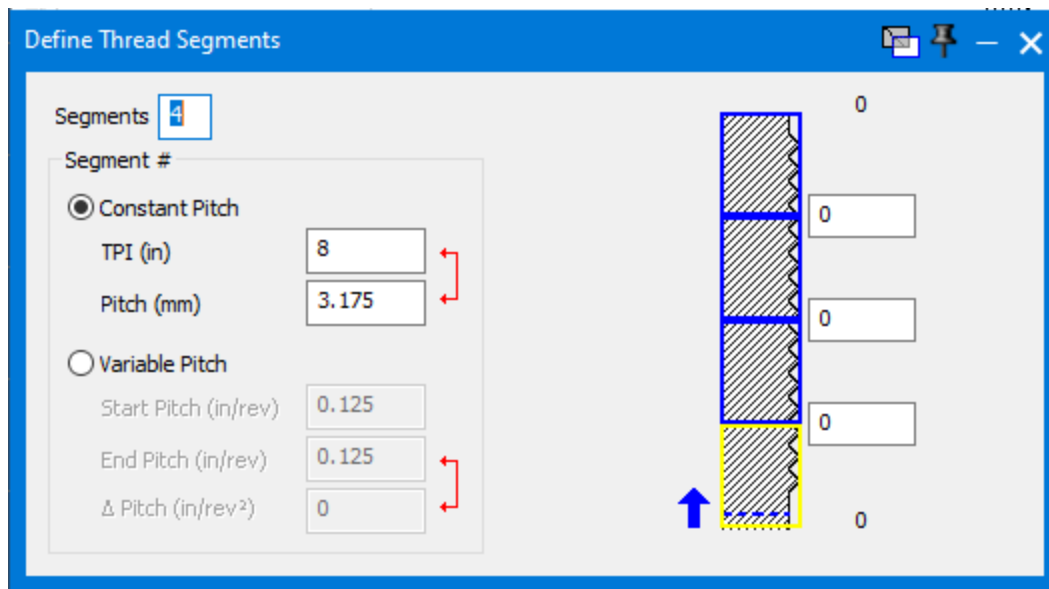 Define Thread Segments
Segments 4
Segment #
Constant Pitch
TPI (in) 8
Pitch (mm) 3.175
Variable Pitch
Start Pitch (in/rev) 0.125
End Pitch (in/rev) 0.125
Δ Pitch (in/rev²) 0
0
0
0
0
0